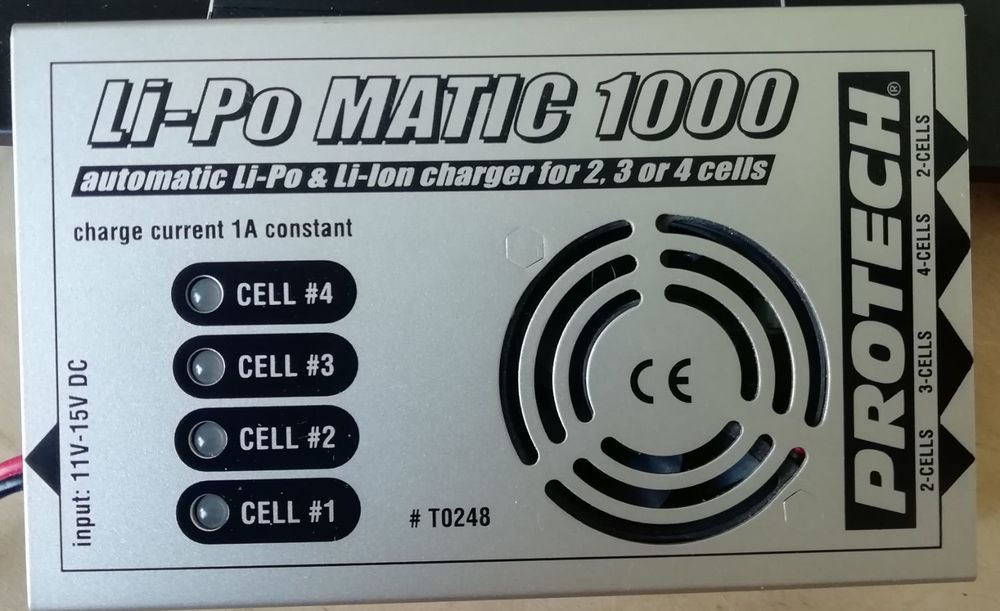 Li-Po MATIC 1000
automatic Li-Po & Li-Ion charger for 2, 3 or 4 cells
charge current 1A constant
CELL #4
CELL #3
CELL #2
CELL #1
input: 11V-15V DC
# T0248
CE
PROTECH®
2-CELLS
4-CELLS
3-CELLS
2-CELLS